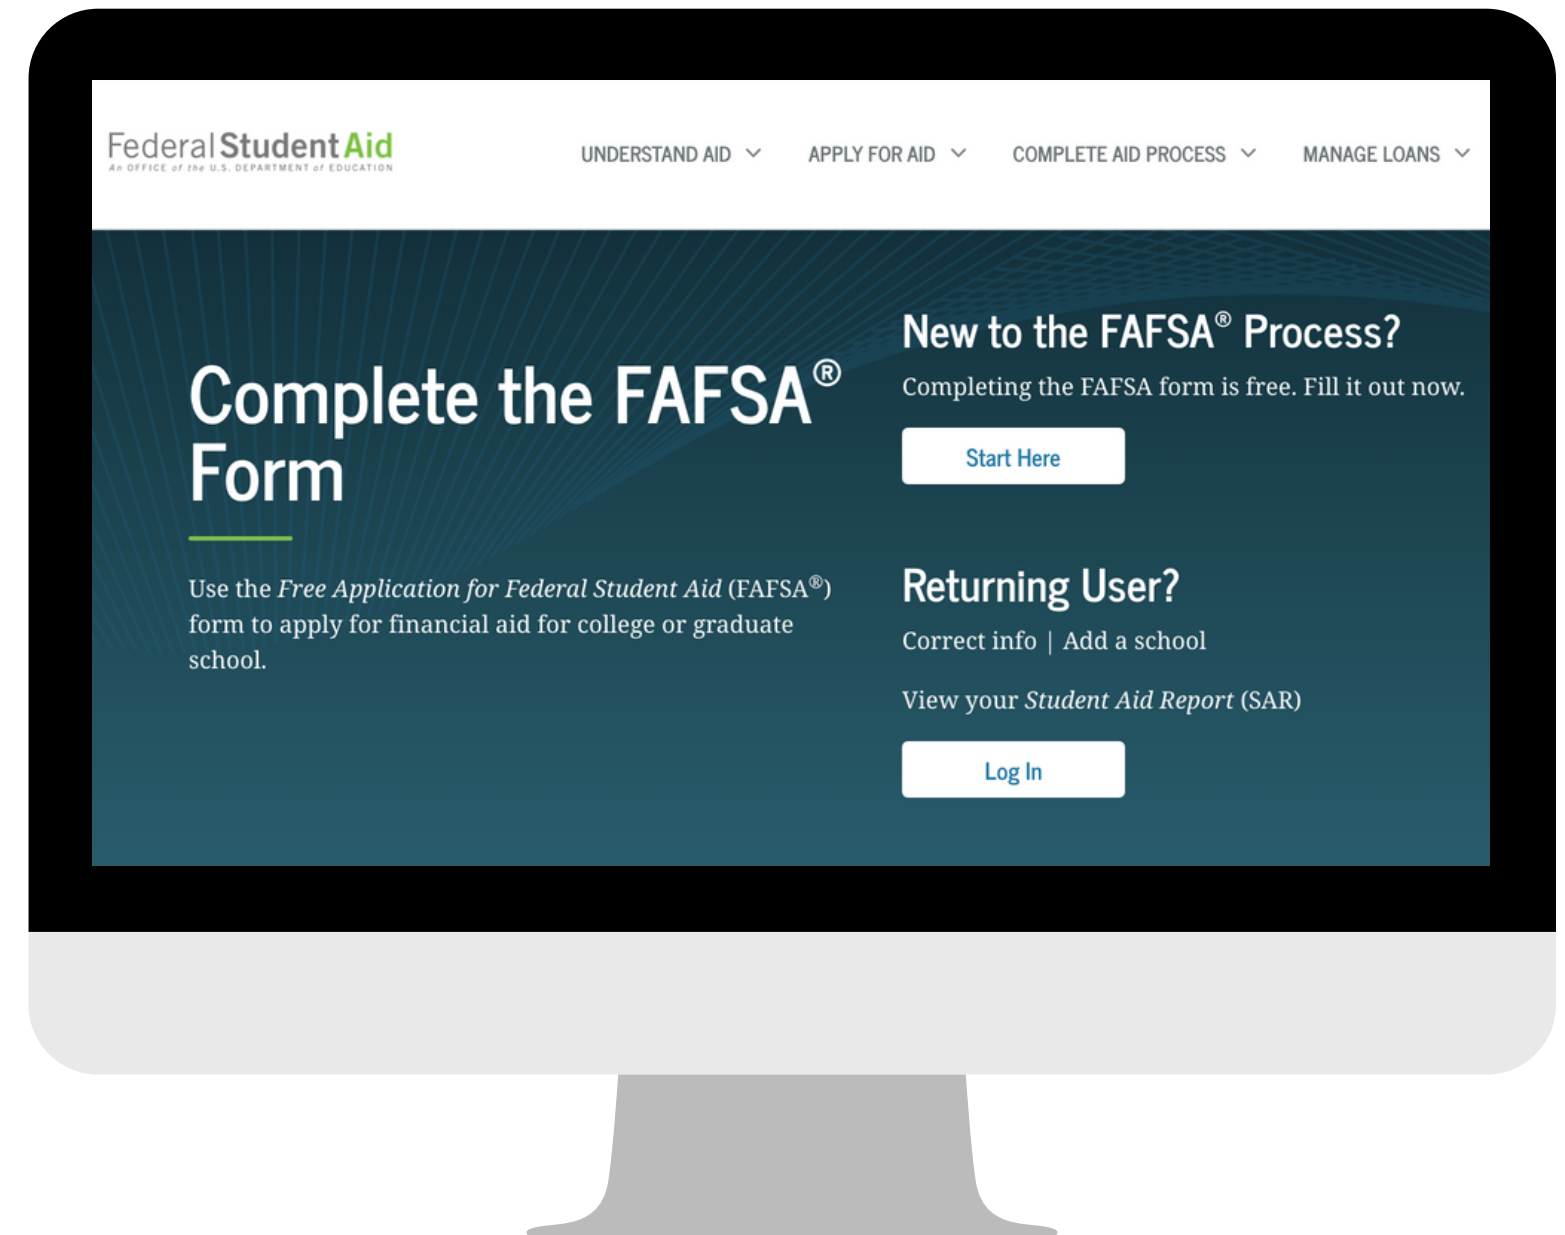 Federal Student Aid
An OFFICE of the U.S. DEPARTMENT of EDUCATION
UNDERSTAND AID
APPLY FOR AID
COMPLETE AID PROCESS
MANAGE LOANS
Complete the FAFSA®
Form
Use the Free Application for Federal Student Aid (FAFSA®)
form to apply for financial aid for college or graduate
school.
New to the FAFSA® Process?
Completing the FAFSA form is free. Fill it out now.
Start Here
Returning User?
Correct info | Add a school
View your Student Aid Report (SAR)
Log In